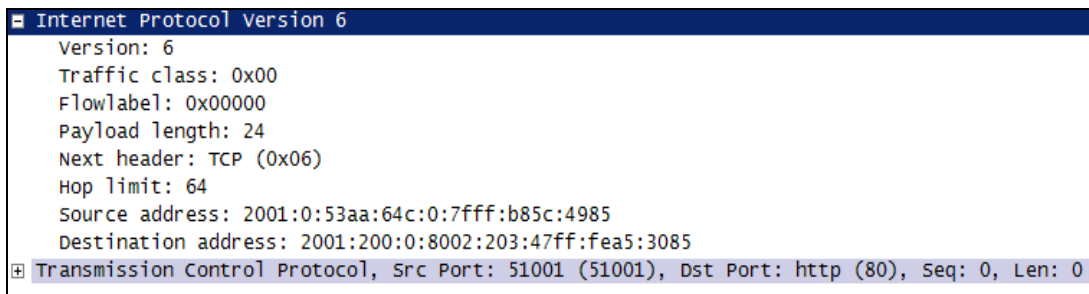 Internet Protocol Version 6
Version: 6
Traffic class: 0x00
Flowlabel: 0x00000
Payload length: 24
Next header: TCP (0x06)
Hop limit: 64
Source address: 2001:0:53aa:64c:0:7fff:b85c:4985
Destination address: 2001:200:0:8002:203:47ff:fea5:3085
Transmission Control Protocol, Src Port: 51001 (51001), Dst Port: http (80), Seq: 0, Len: 0